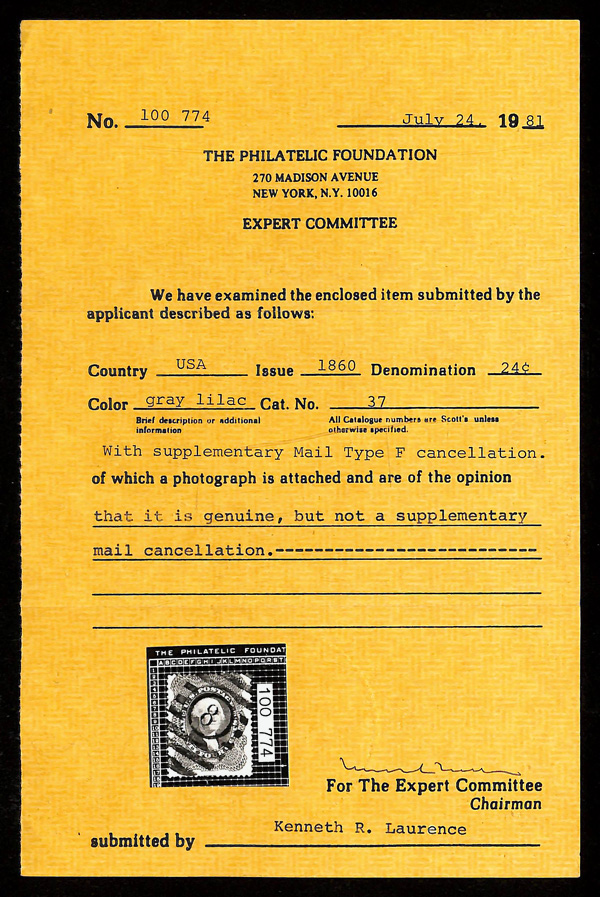 No. 100 774 July 24, 19 81
THE PHILATELIC FOUNDATION
270 MADISON AVENUE
NEW YORK, N.Y. 10016
EXPERT COMMITTEE
We have examined the enclosed item submitted by the
applicant described as follows:
Country USA Issue 1860 Denomination 24¢
Color gray lilac Cat. No. 37
Brief description or additional
information
All Catalogue numbers are Scott's unless
otherwise specified.
With supplementary Mail Type F cancellation.
of which a photograph is attached and are of the opinion
that it is genuine, but not a supplementary
mail cancellation.--------------------------
THE PHILATELIC FOUNDAT
ABCDEFGHIJKLMNOPQRST
U.S. POSTAGE
8
100 774
For The Expert Committee
Chairman
submitted by Kenneth R. Laurence